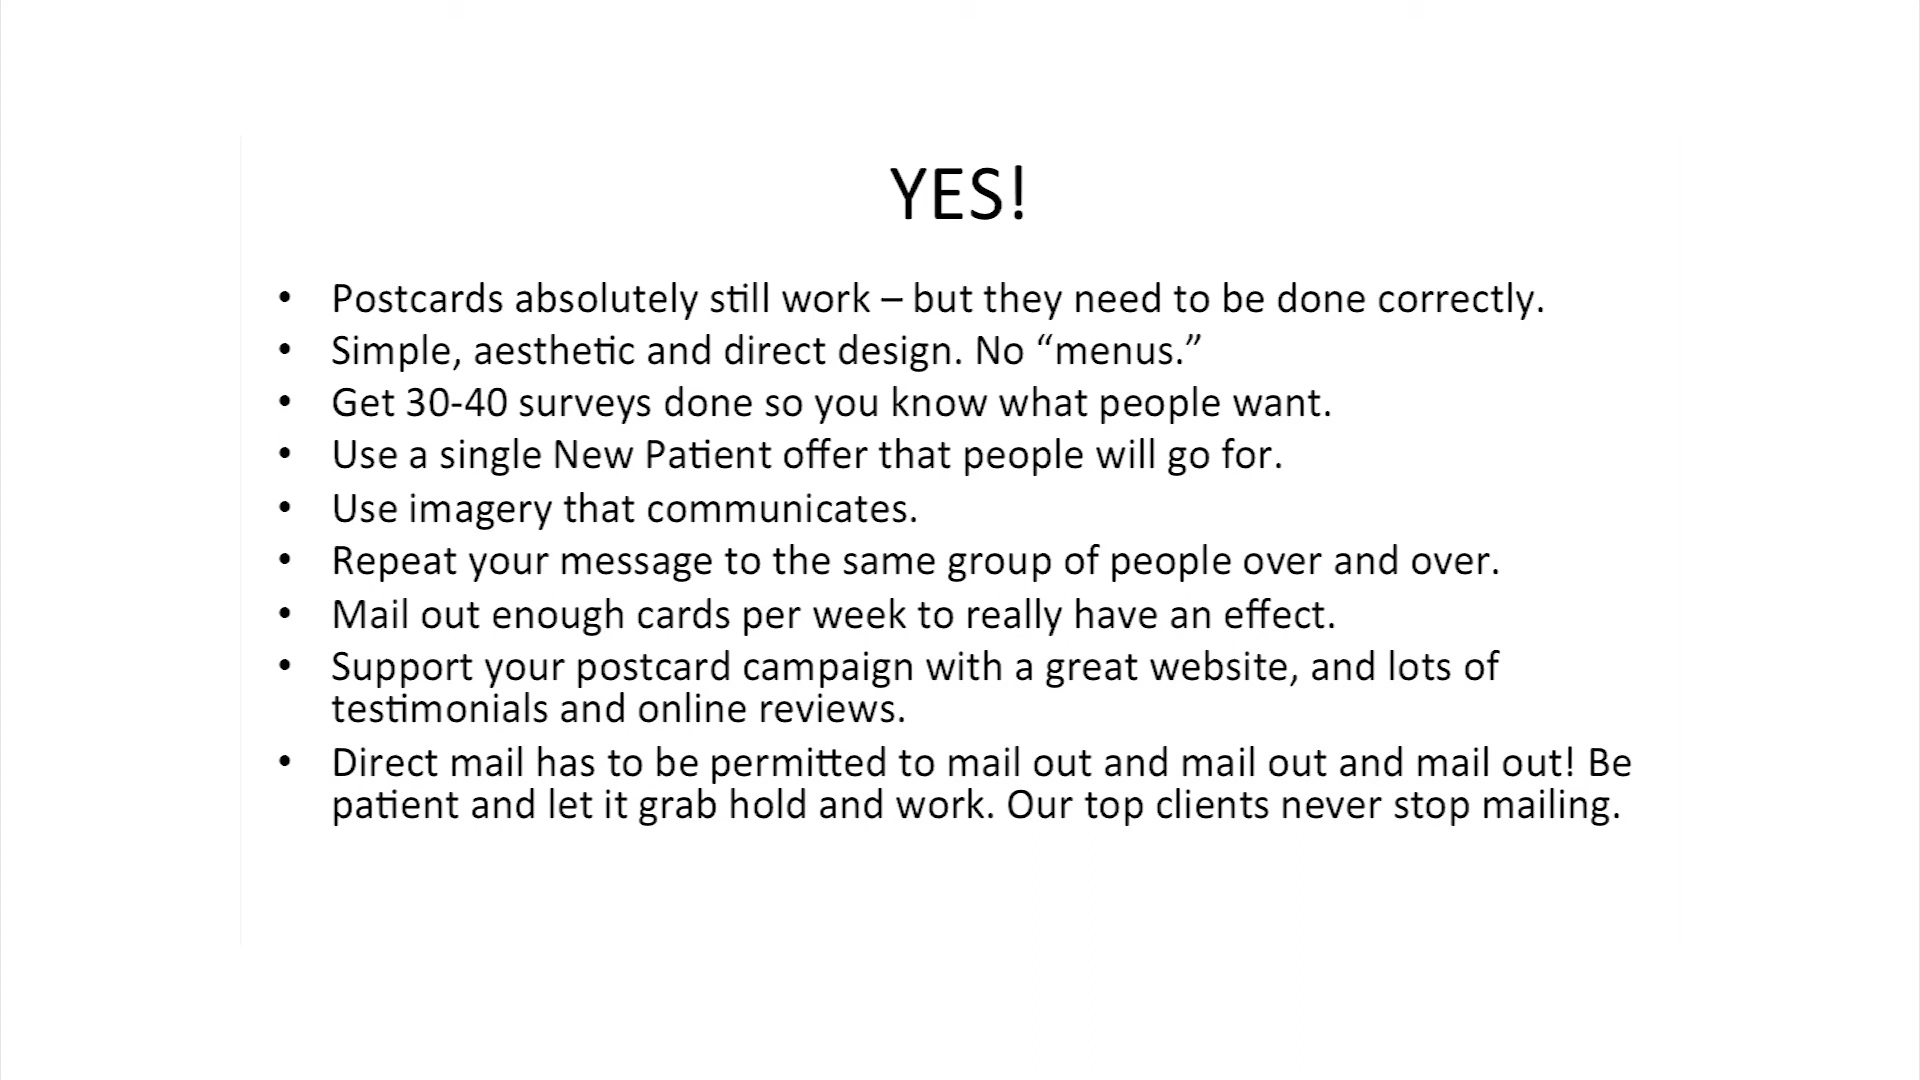 YES!
• Postcards absolutely still work – but they need to be done correctly.
• Simple, aesthetic and direct design. No “menus.”
• Get 30-40 surveys done so you know what people want.
• Use a single New Patient offer that people will go for.
• Use imagery that communicates.
• Repeat your message to the same group of people over and over.
• Mail out enough cards per week to really have an effect.
• Support your postcard campaign with a great website, and lots of
testimonials and online reviews.
• Direct mail has to be permitted to mail out and mail out and mail out! Be
patient and let it grab hold and work. Our top clients never stop mailing.